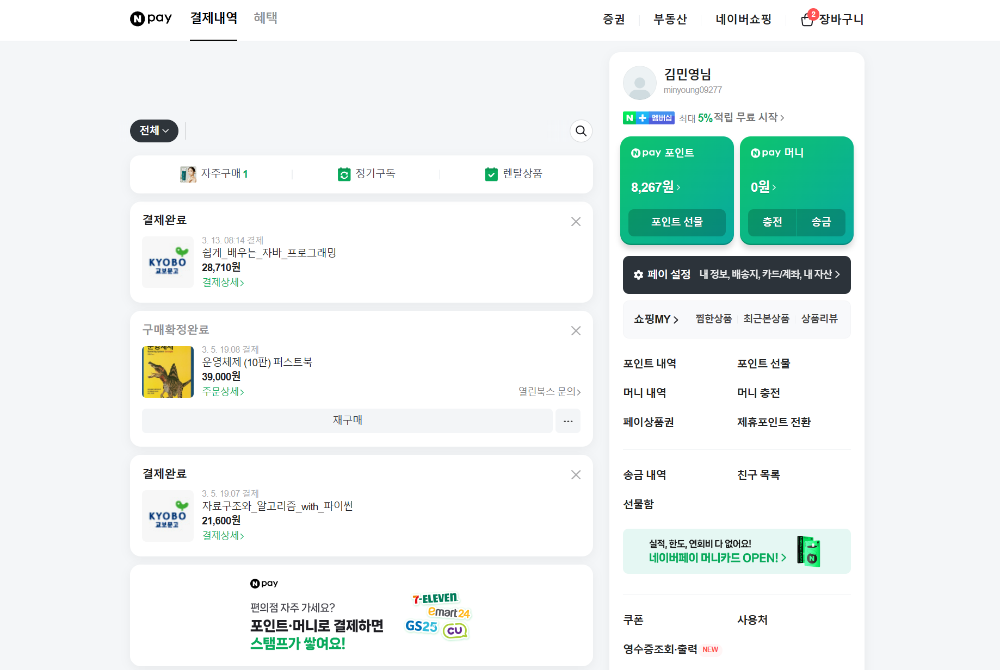 N pay 결제내역 혜택
증권 부동산 네이버쇼핑 2 장바구니
전체
자주구매 1 정기구독 렌탈상품
결제완료
3. 13. 08:14 결제
KYOBO
교보문고
쉽게_배우는_자바_프로그래밍
28,710원
결제상세
구매확정완료
3. 5. 19:08 결제
운영체제
운영체제 (10판) 퍼스트북
39,000원
주문상세
열린북스 문의
재구매
결제완료
3. 5. 19:07 결제
KYOBO
교보문고
자료구조와_알고리즘_with_파이썬
21,600원
결제상세
N pay
편의점 자주 가세요?
포인트·머니로 결제하면
스탬프가 쌓여요!
7-ELEVEN
emart24
GS25 CU
김민영님
minyoung09277
N + 멤버십 최대 5% 적립 무료 시작
N pay 포인트
8,267원
포인트 선물
N pay 머니
0원
충전 송금
페이 설정 내 정보, 배송지, 카드/계좌, 내 자산
쇼핑MY 찜한상품 최근본상품 상품리뷰
포인트 내역 포인트 선물
머니 내역 머니 충전
페이상품권 제휴포인트 전환
송금 내역 친구 목록
선물함
실적, 한도, 연회비 다 없어요!
네이버페이 머니카드 OPEN!
N
쿠폰 사용처
영수증조회·출력 NEW